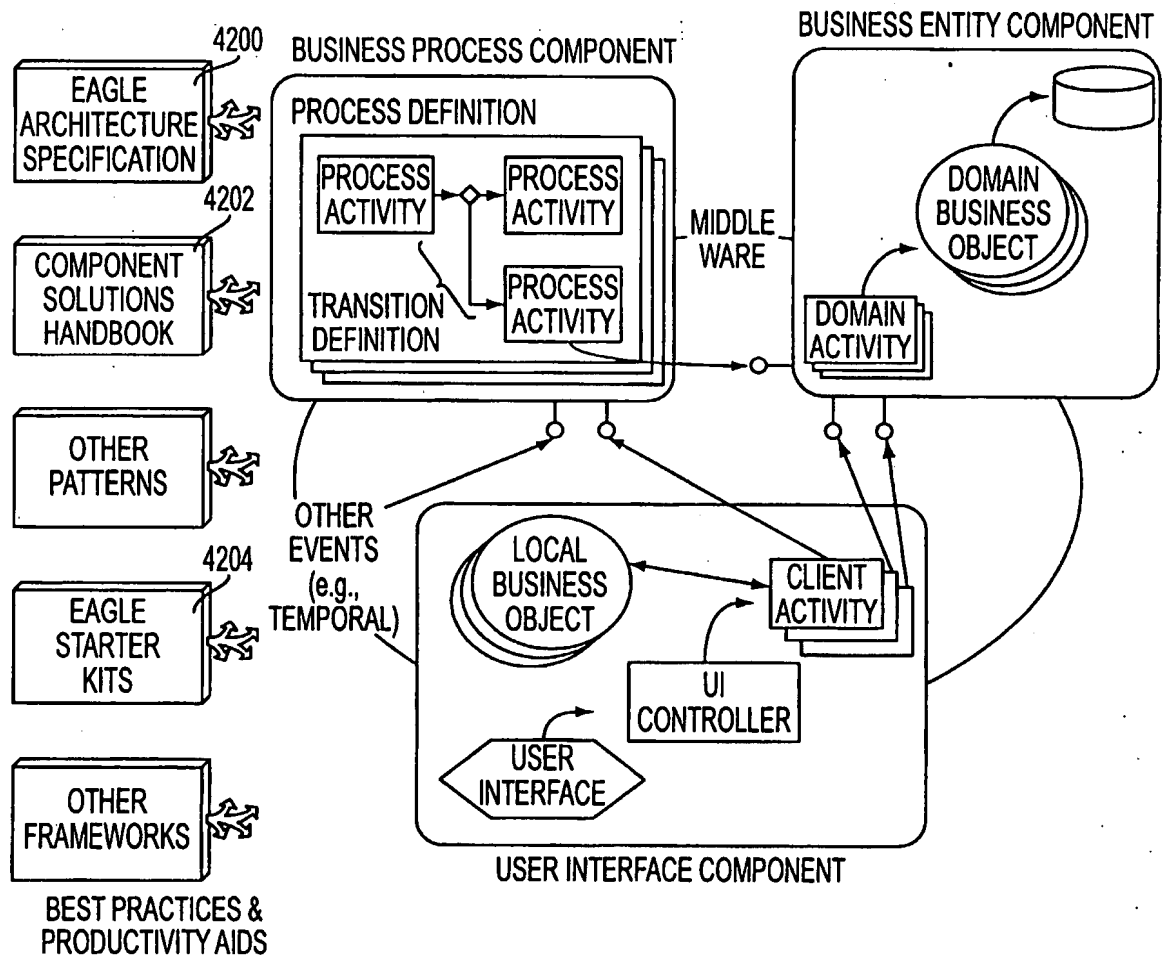 4200
EAGLE
ARCHITECTURE
SPECIFICATION
4202
COMPONENT
SOLUTIONS
HANDBOOK
OTHER
PATTERNS
4204
EAGLE
STARTER
KITS
OTHER
FRAMEWORKS
BEST PRACTICES &
PRODUCTIVITY AIDS
BUSINESS PROCESS COMPONENT
PROCESS DEFINITION
PROCESS
ACTIVITY
PROCESS
ACTIVITY
PROCESS
ACTIVITY
TRANSITION
DEFINITION
MIDDLE
WARE
BUSINESS ENTITY COMPONENT
DOMAIN
BUSINESS
OBJECT
DOMAIN
ACTIVITY
OTHER
EVENTS
(e.g.,
TEMPORAL)
LOCAL
BUSINESS
OBJECT
CLIENT
ACTIVITY
UI
CONTROLLER
USER
INTERFACE
USER INTERFACE COMPONENT